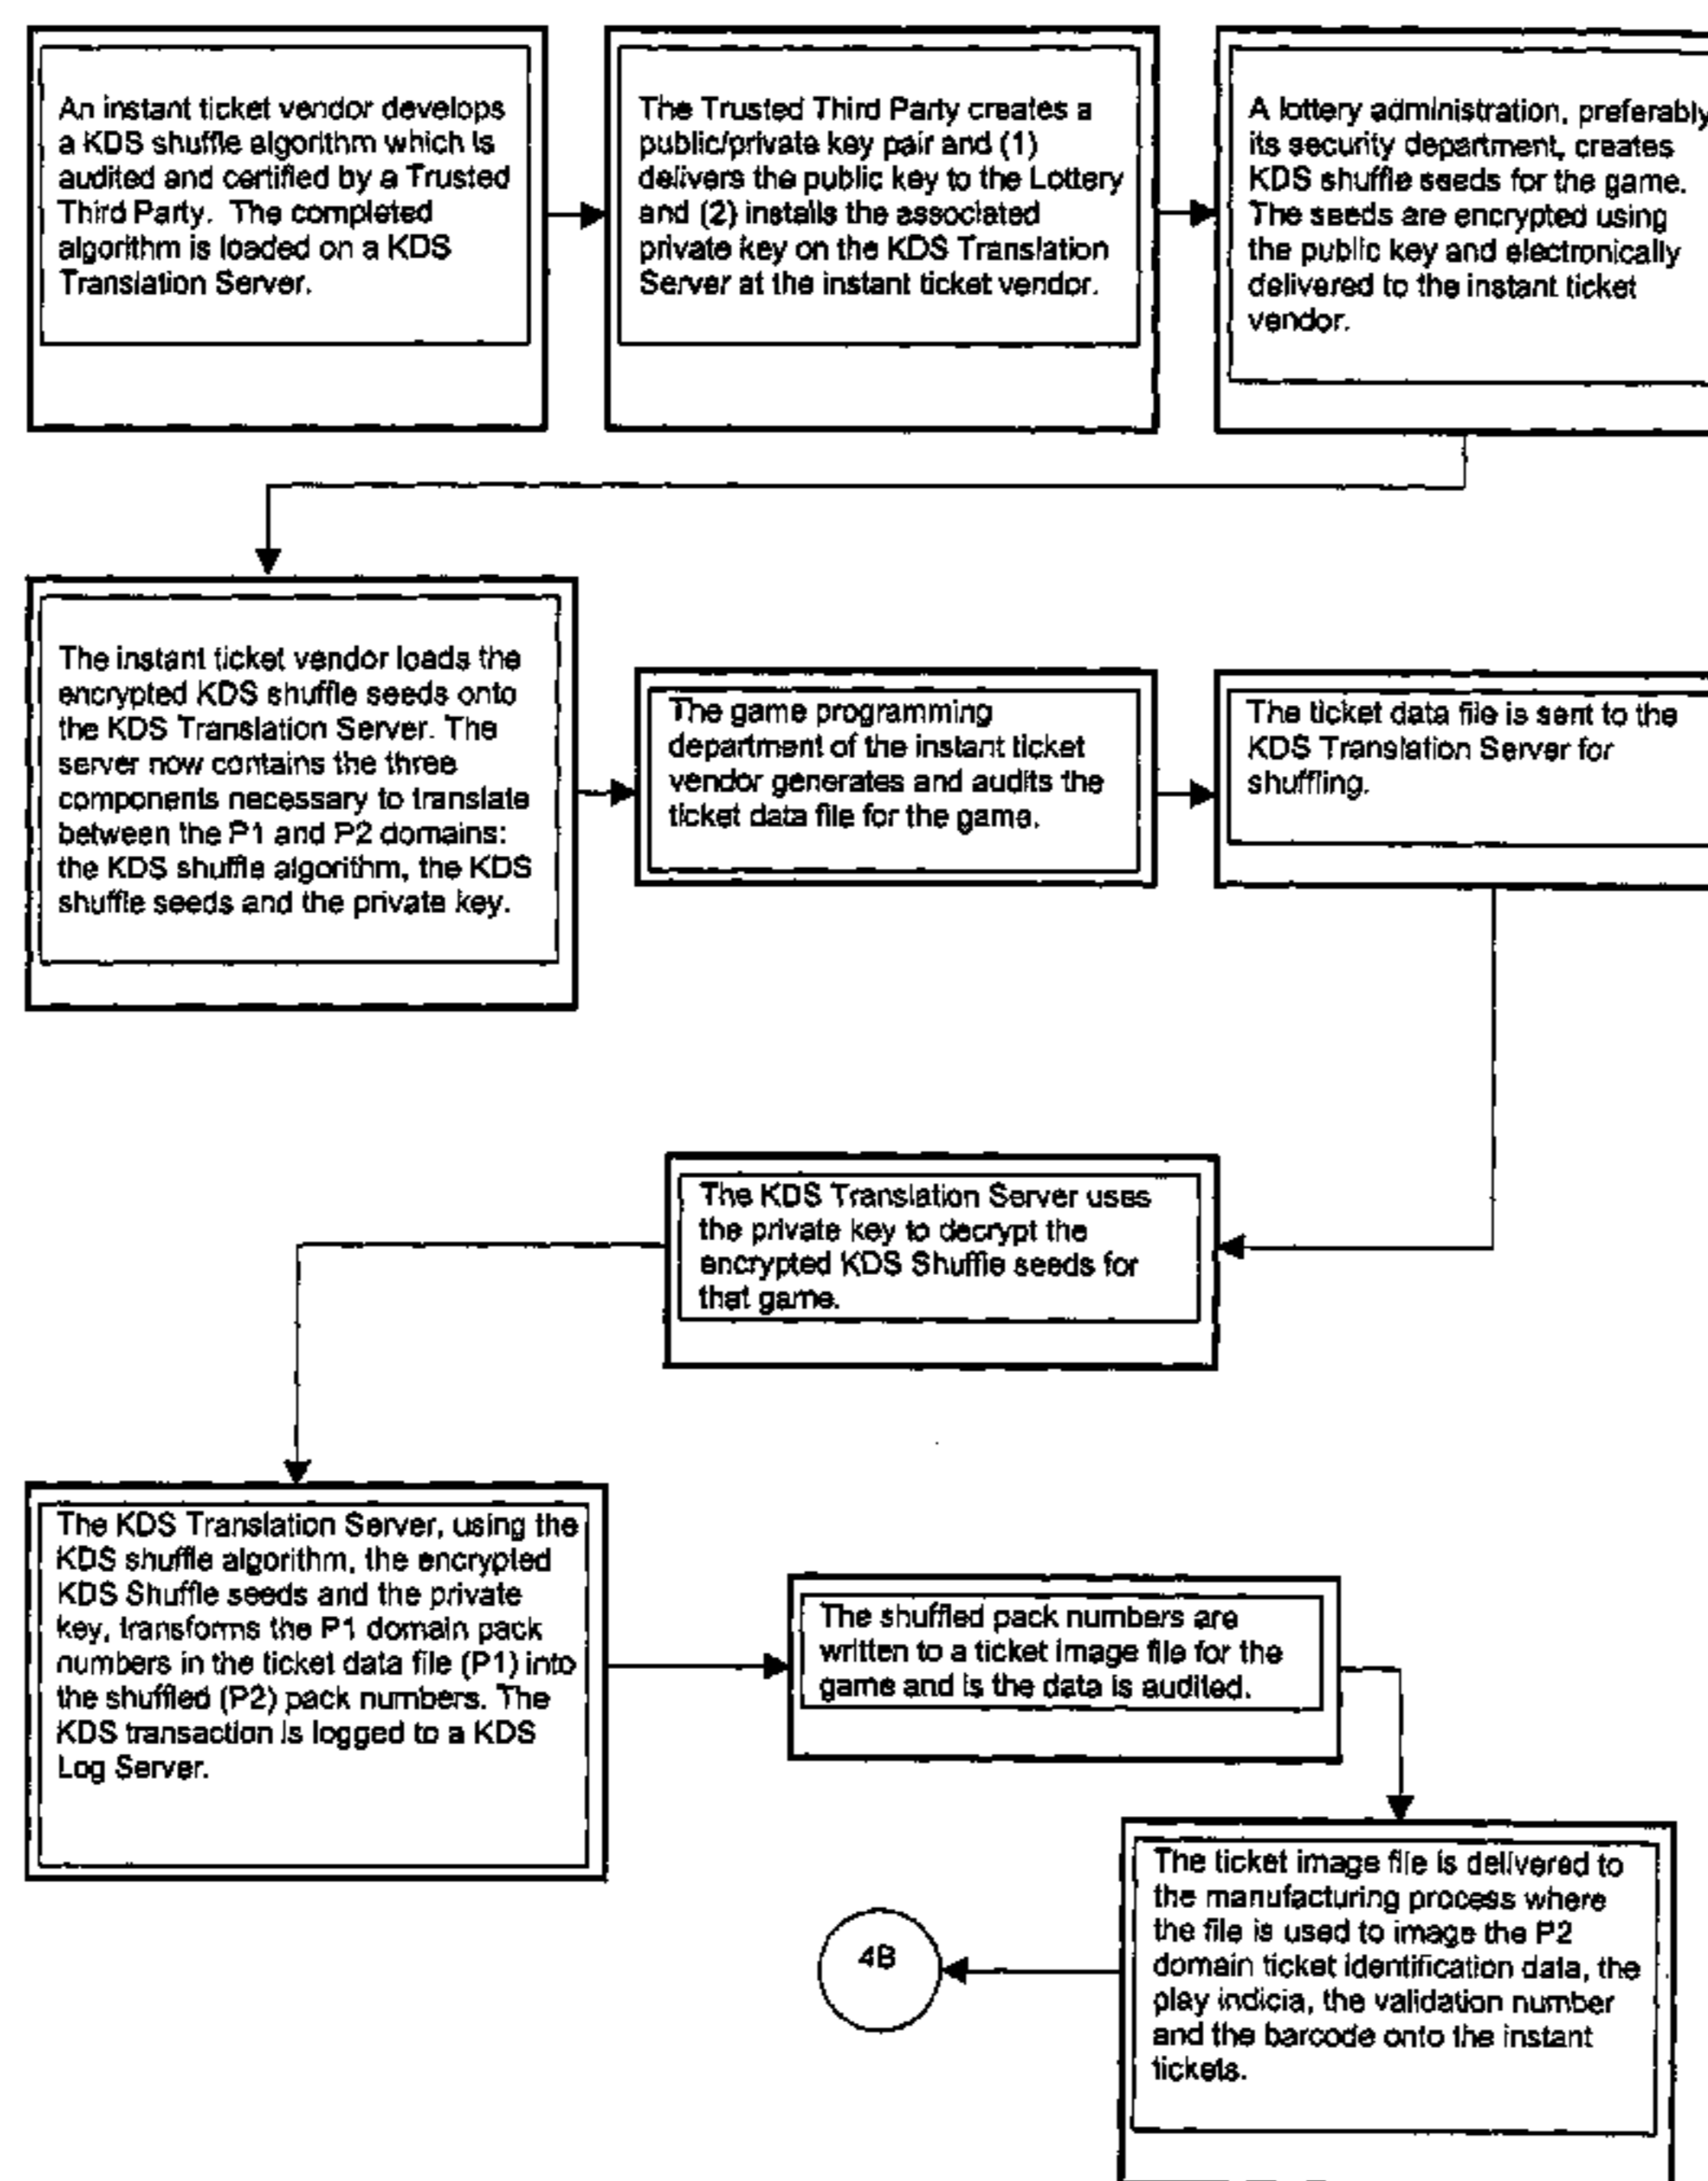 An instant ticket vendor develops
a KDS shuffle algorithm which is
audited and certified by a Trusted
Third Party. The completed
algorithm is loaded on a KDS
Translation Server.
The Trusted Third Party creates a
public/private key pair and (1)
delivers the public key to the Lottery
and (2) installs the associated
private key on the KDS Translation
Server at the instant ticket vendor.
A lottery administration, preferably
its security department, creates
KDS shuffle seeds for the game.
The seeds are encrypted using
the public key and electronically
delivered to the instant ticket
vendor.
The instant ticket vendor loads the
encrypted KDS shuffle seeds onto
the KDS Translation Server. The
server now contains the three
components necessary to translate
between the P1 and P2 domains:
the KDS shuffle algorithm, the KDS
shuffle seeds and the private key.
The game programming
department of the instant ticket
vendor generates and audits the
ticket data file for the game.
The ticket data file is sent to the
KDS Translation Server for
shuffling.
The KDS Translation Server uses
the private key to decrypt the
encrypted KDS Shuffle seeds for
that game.
The KDS Translation Server, using the
KDS shuffle algorithm, the encrypted
KDS Shuffle seeds and the private
key, transforms the P1 domain pack
numbers in the ticket data file (P1) into
the shuffled (P2) pack numbers. The
KDS transaction is logged to a KDS
Log Server.
The shuffled pack numbers are
written to a ticket image file for the
game and is the data is audited.
The ticket image file is delivered to
the manufacturing process where
the file is used to image the P2
domain ticket identification data, the
play indicia, the validation number
and the barcode onto the instant
tickets.
4B